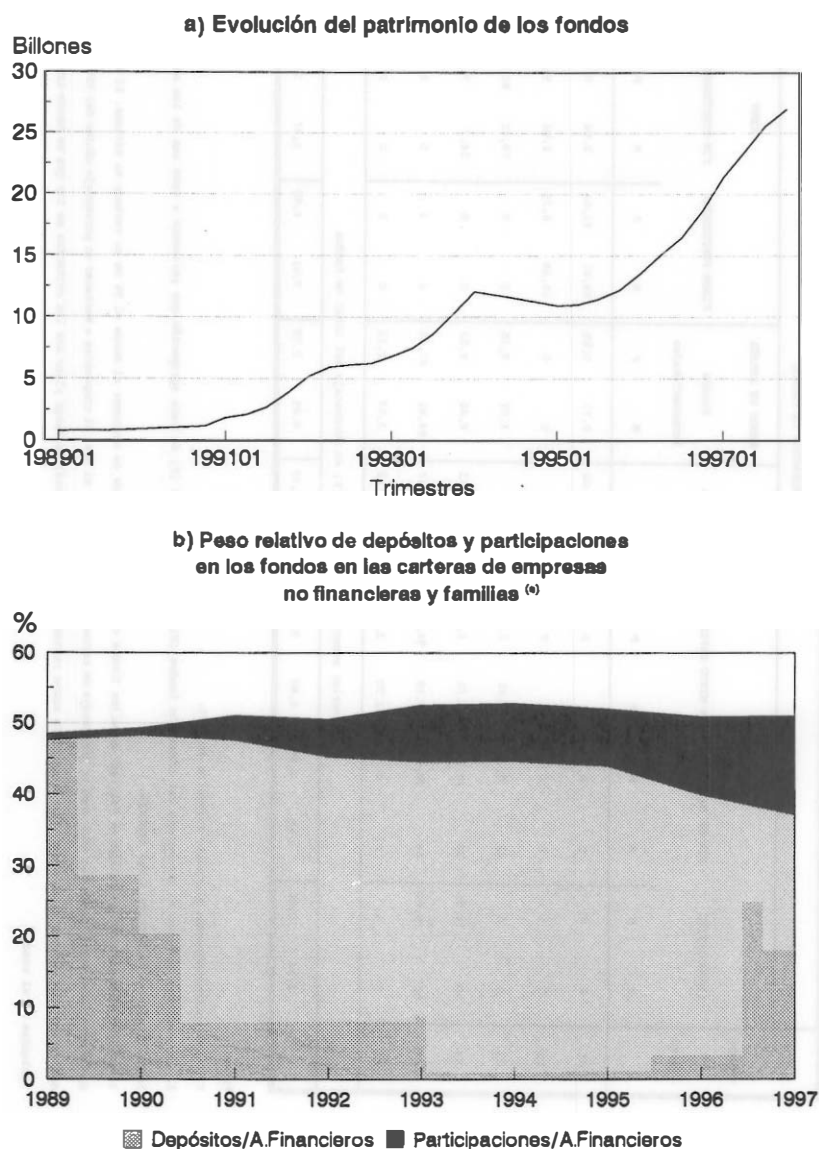 a) Evolución del patrimonio de los fondos
Billones
30
25
20
15
10
5
0
198901 199101 199301 199501 199701
Trimestres
b) Peso relativo de depósitos y participaciones
en los fondos en las carteras de empresas
no financieras y familias (a)
%
60
50
40
30
20
10
0
1989 1990 1991 1992 1993 1994 1995 1996 1997
Depósitos/A.Financieros Participaciones/A.Financieros